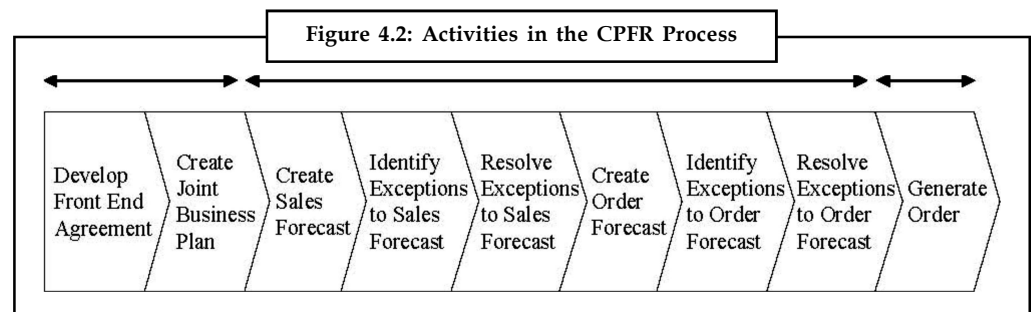 Figure 4.2: Activities in the CPFR Process
Develop
Front End
Agreement
Create
Joint
Business
Plan
Create
Sales
Forecast
Identify
Exceptions
to Sales
Forecast
Resolve
Exceptions
to Sales
Forecast
Create
Order
Forecast
Identify
Exceptions
to Order
Forecast
Resolve
Exceptions
to Order
Forecast
Generate
Order